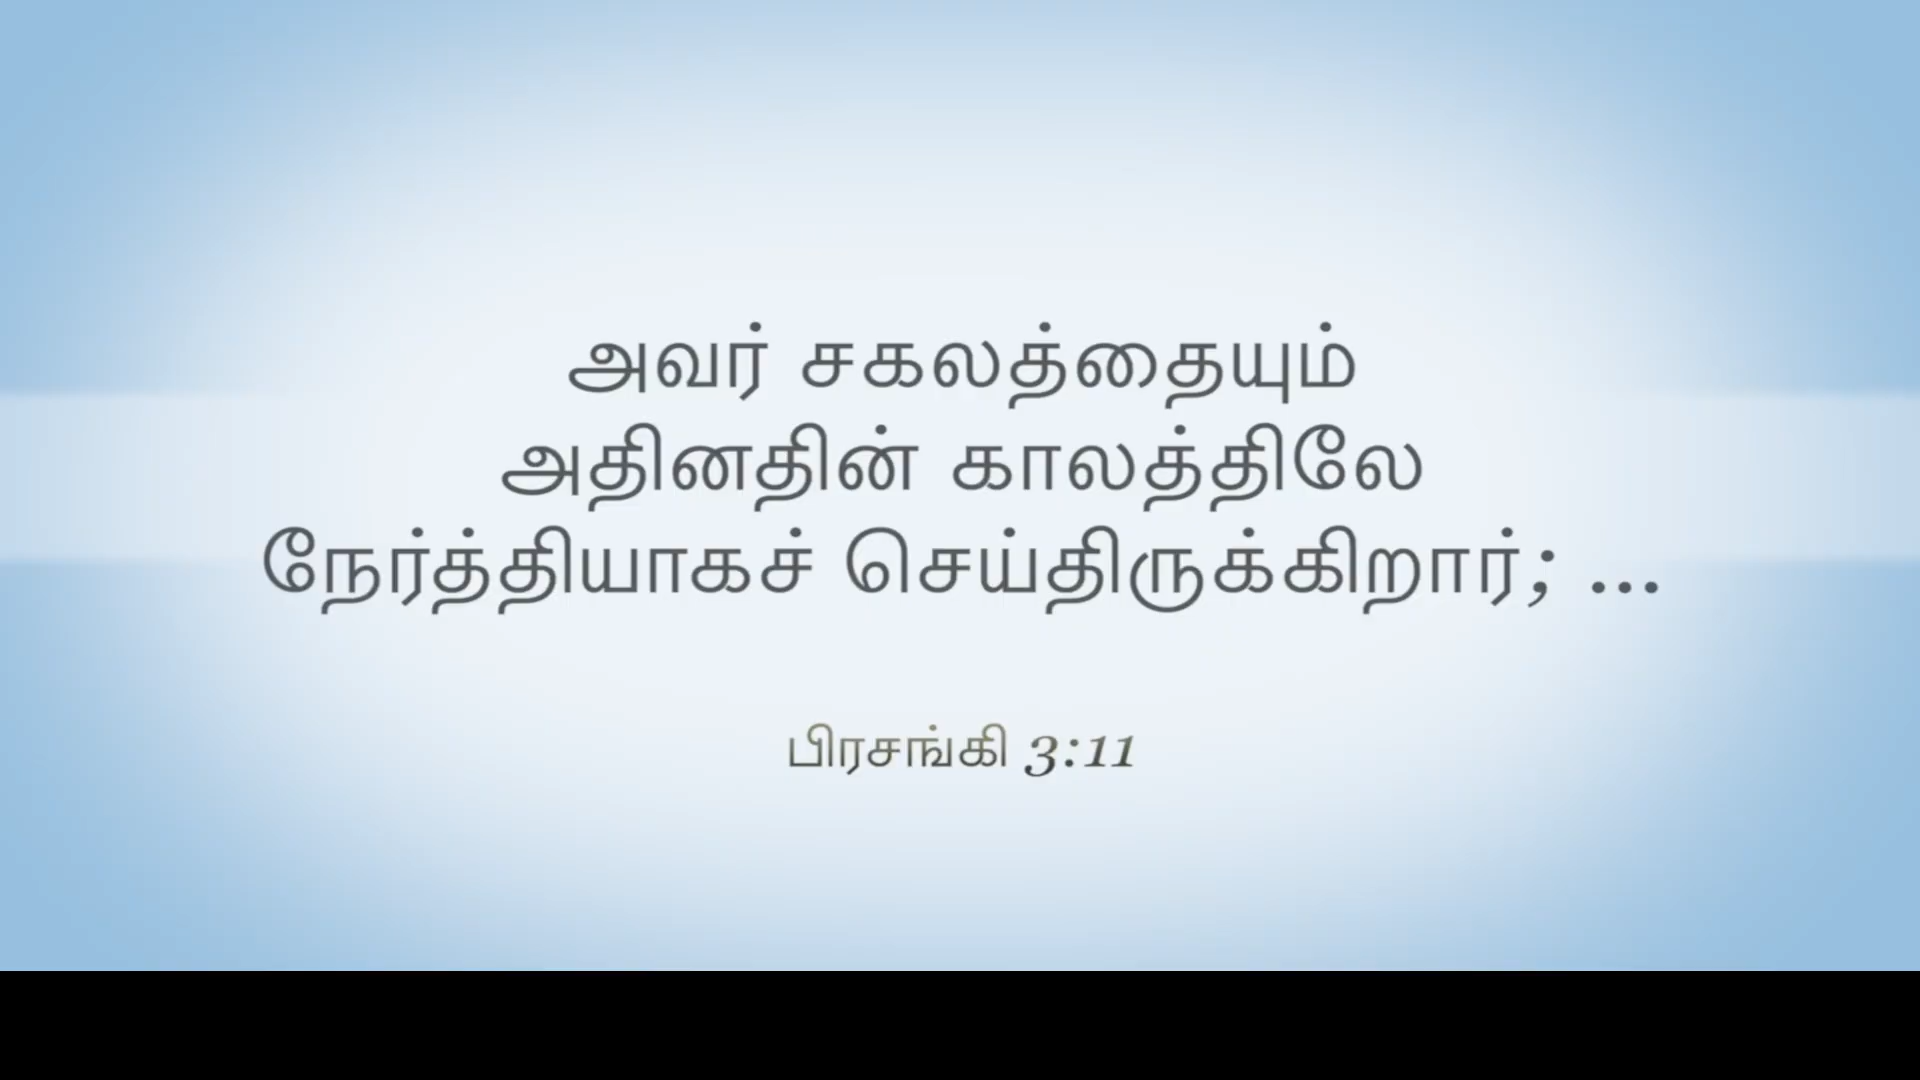 அவர் சகலத்தையும்
அதினதின் காலத்திலே
நேர்த்தியாகச் செய்திருக்கிறார்; ...
பிரசங்கி 3:11